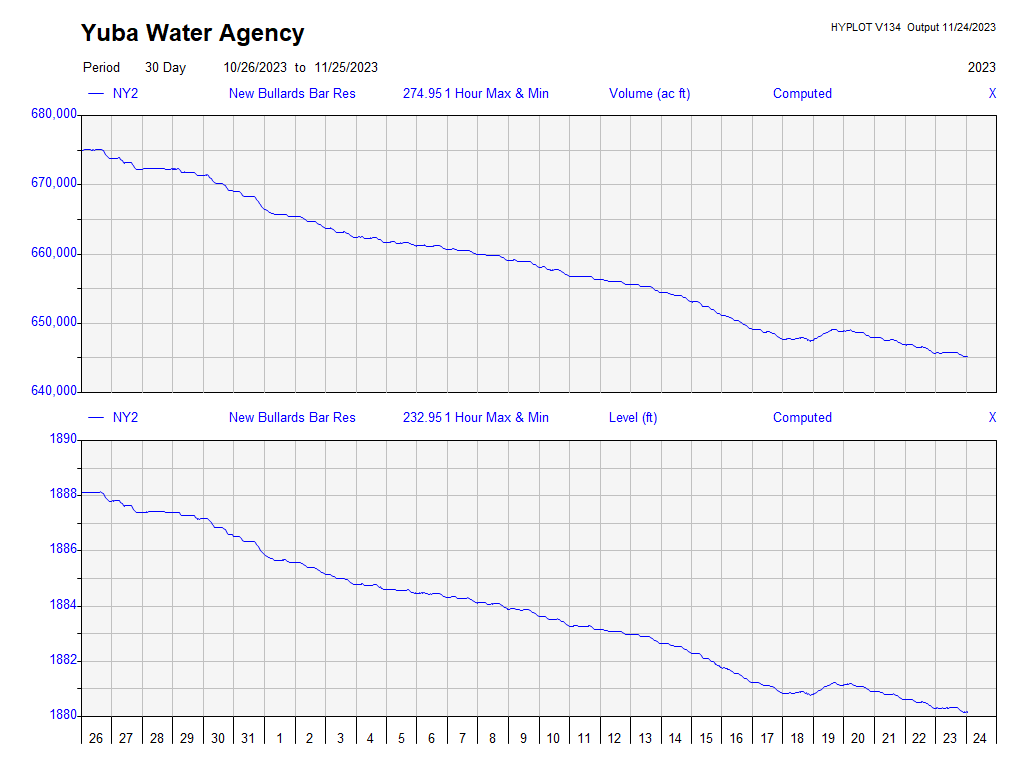 Yuba Water Agency
HYPLOT V134 Output 11/24/2023
Period 30 Day 10/26/2023 to 11/25/2023 2023
NY2 New Bullards Bar Res 274.95 1 Hour Max & Min Volume (ac ft) Computed X
680,000
670,000
660,000
650,000
640,000
NY2 New Bullards Bar Res 232.95 1 Hour Max & Min Level (ft) Computed X
1890
1888
1886
1884
1882
1880
26 27 28 29 30 31 1 2 3 4 5 6 7 8 9 10 11 12 13 14 15 16 17 18 19 20 21 22 23 24